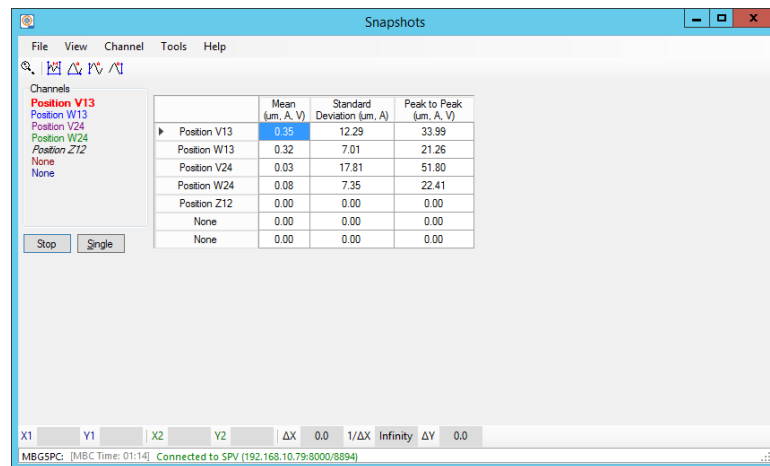 Snapshots
File View Channel Tools Help
Channels
Position V13
Position W13
Position V24
Position W24
Position Z12
None
None
Stop Single
Mean (um, A, V) Standard Deviation (um, A) Peak to Peak (um, A, V)
Position V13 0.35 12.29 33.99
Position W13 0.32 7.01 21.26
Position V24 0.03 17.81 51.80
Position W24 0.08 7.35 22.41
Position Z12 0.00 0.00 0.00
None 0.00 0.00 0.00
None 0.00 0.00 0.00
X1 Y1 X2 Y2 ΔX 0.0 1/ΔX Infinity ΔY 0.0
MBG5PC: [MBC Time: 01:14] Connected to SPV (192.168.10.79:8000/8894)